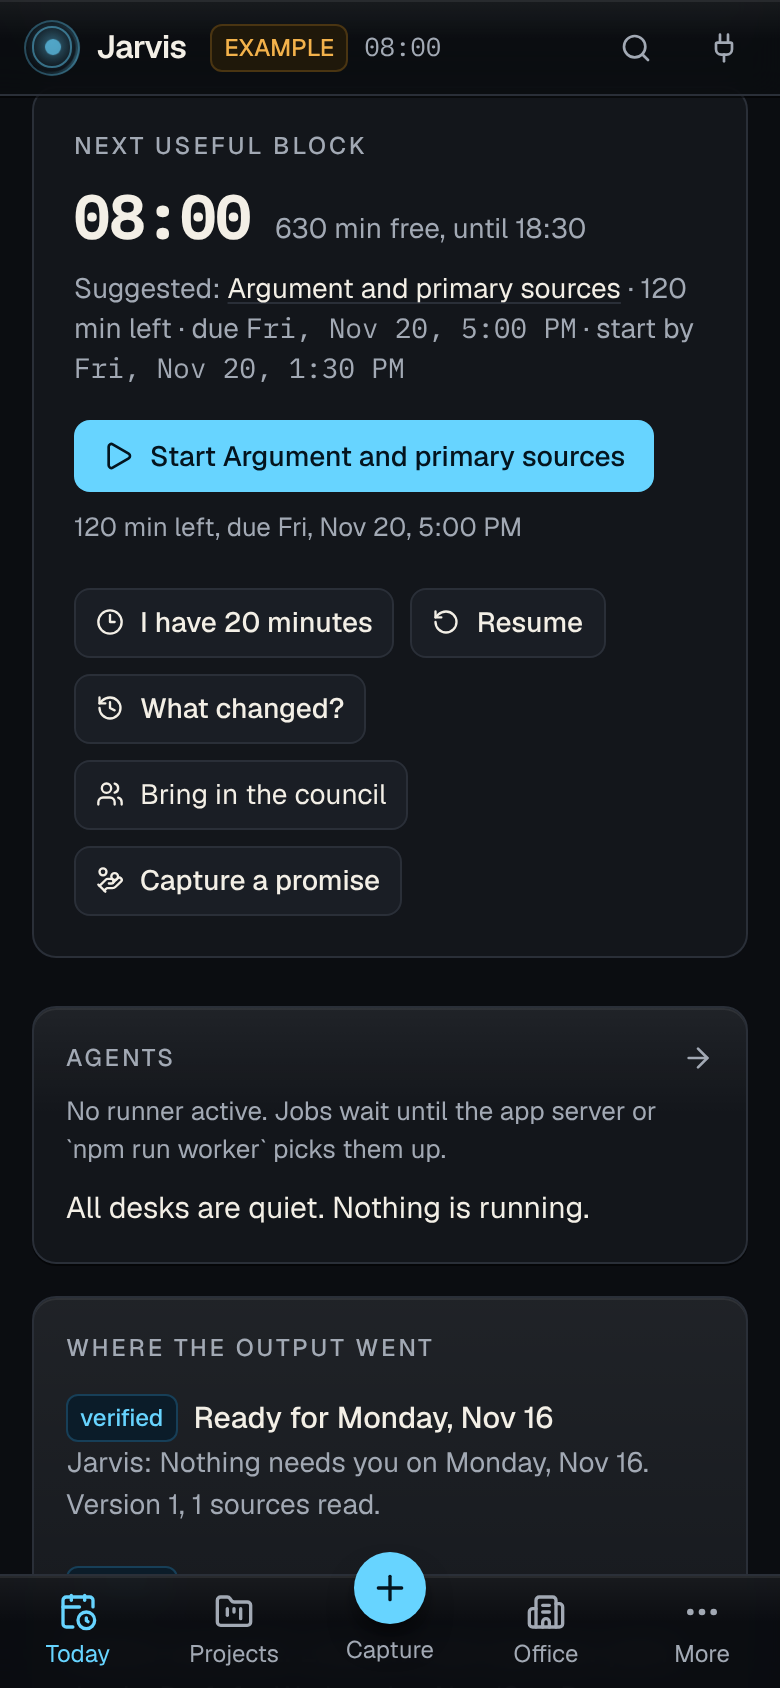 Jarvis EXAMPLE 08:00
NEXT USEFUL BLOCK
08:00 630 min free, until 18:30
Suggested: Argument and primary sources · 120
min left · due Fri, Nov 20, 5:00 PM · start by
Fri, Nov 20, 1:30 PM
Start Argument and primary sources
120 min left, due Fri, Nov 20, 5:00 PM
I have 20 minutes
Resume
What changed?
Bring in the council
Capture a promise
AGENTS
No runner active. Jobs wait until the app server or
`npm run worker` picks them up.
All desks are quiet. Nothing is running.
WHERE THE OUTPUT WENT
verified Ready for Monday, Nov 16
Jarvis: Nothing needs you on Monday, Nov 16.
Version 1, 1 sources read.
Today
Projects
Capture
Office
More